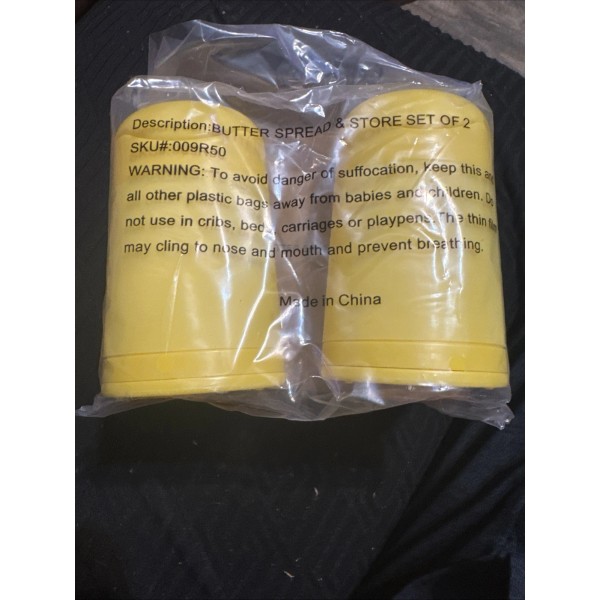 Description:BUTTER SPREAD & STORE SET OF 2
SKU#:009R50
WARNING: To avoid danger of suffocation, keep this and
all other plastic bags away from babies and children. Do
not use in cribs, beds, carriages or playpens. The thin film
may cling to nose and mouth and prevent breathing.
Made in China